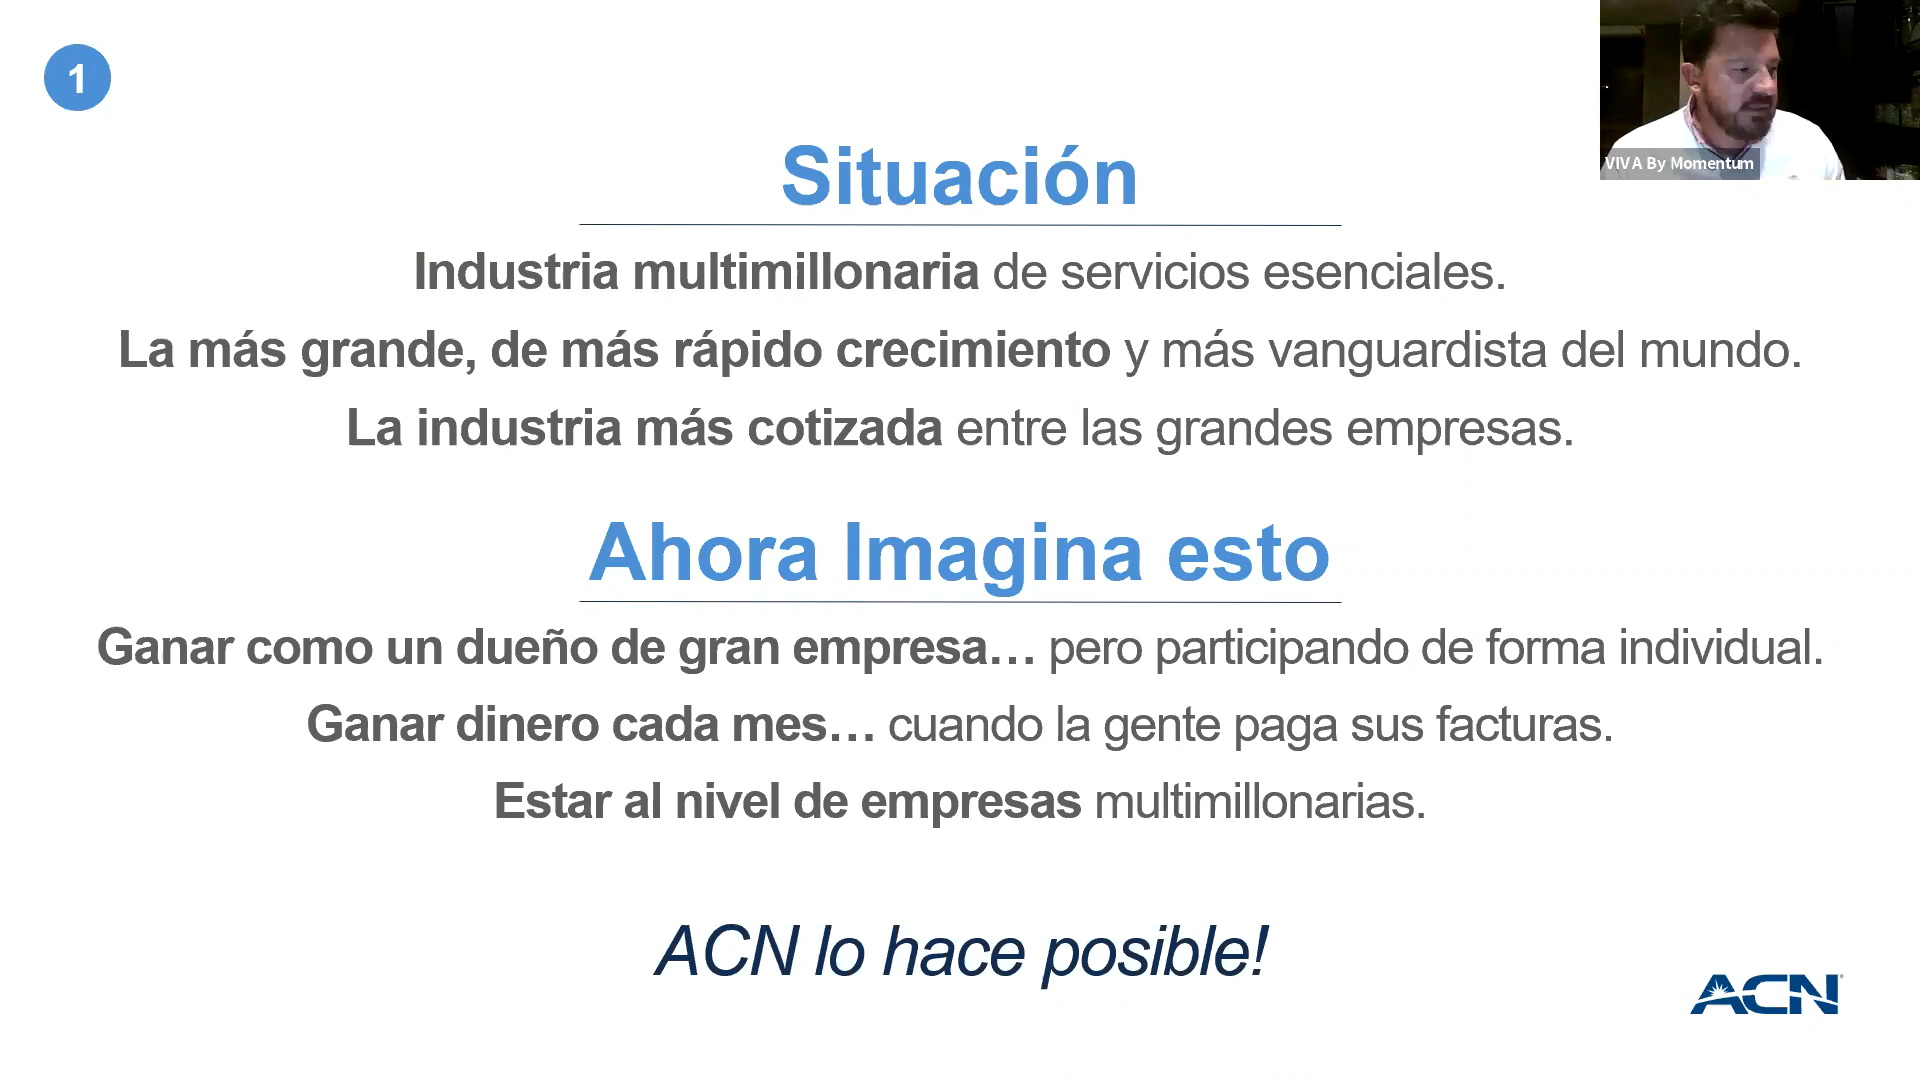 1
VIVA By Momentum
Situación
Industria multimillonaria de servicios esenciales.
La más grande, de más rápido crecimiento y más vanguardista del mundo.
La industria más cotizada entre las grandes empresas.
Ahora Imagina esto
Ganar como un dueño de gran empresa… pero participando de forma individual.
Ganar dinero cada mes… cuando la gente paga sus facturas.
Estar al nivel de empresas multimillonarias.
ACN lo hace posible!
ACN